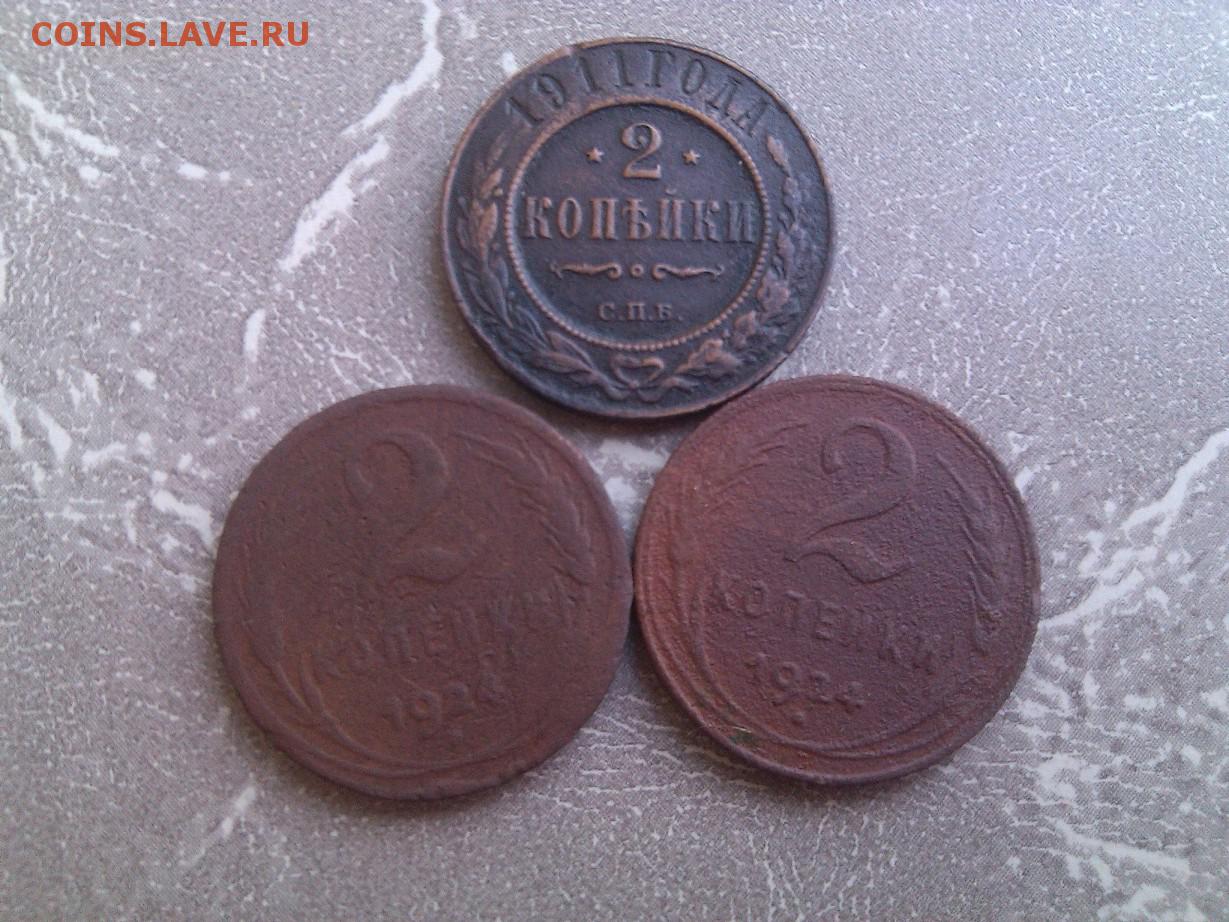 COINS.LAVE.RU
1911 ГОДА
2
КОПѢЙКИ
С.П.Б.
2
КОПЕЙКИ
1924
2
КОПЕЙКИ
1924